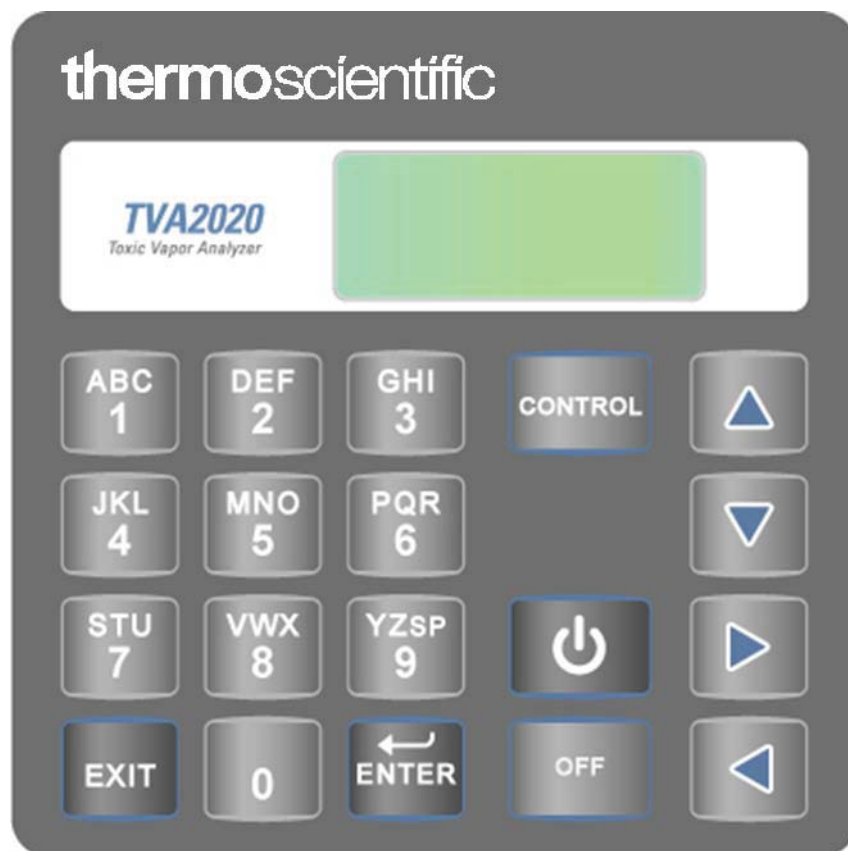 thermoscientific
TVA2020
Toxic Vapor Analyzer
ABC DEF GHI
1 2 3 CONTROL
JKL MNO PQR
4 5 6
STU VWX YZSP
7 8 9
EXIT 0 ENTER OFF